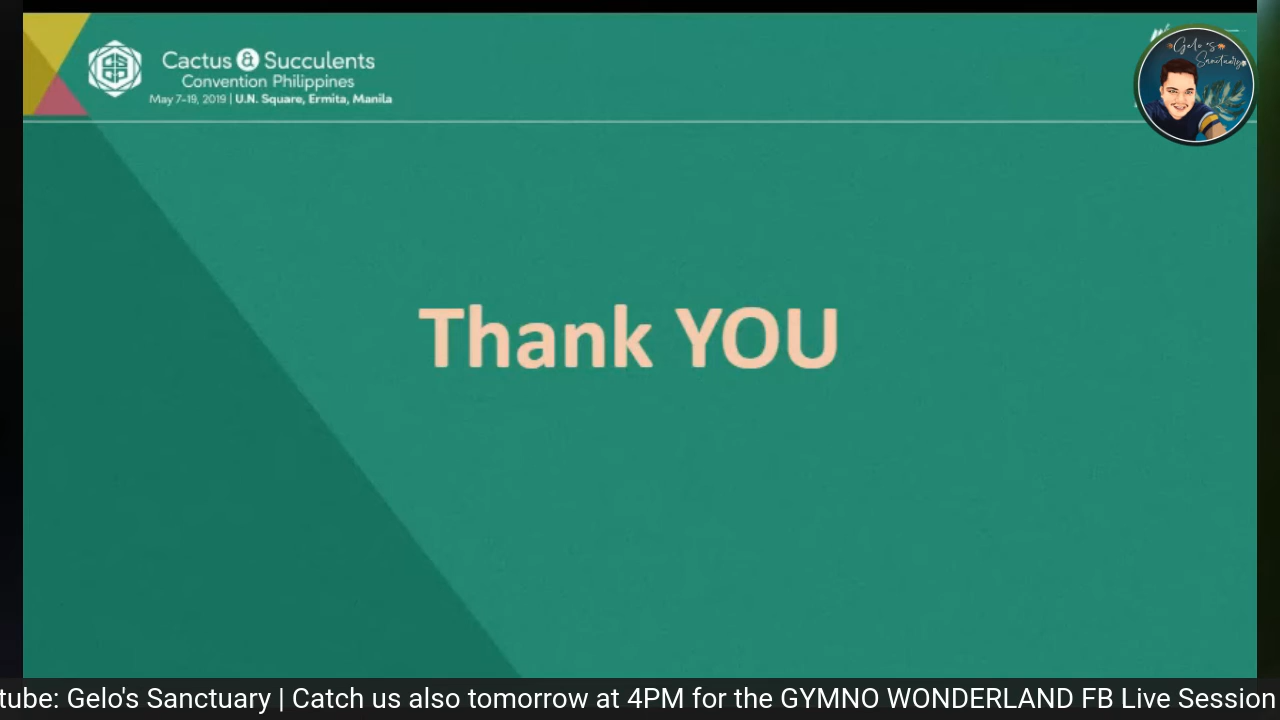 Cactus & Succulents
Convention Philippines
May 7-19, 2019 | U.N. Square, Ermita, Manila
Gelo's
Sanctuary
Thank YOU
tube: Gelo's Sanctuary | Catch us also tomorrow at 4PM for the GYMNO WONDERLAND FB Live Session